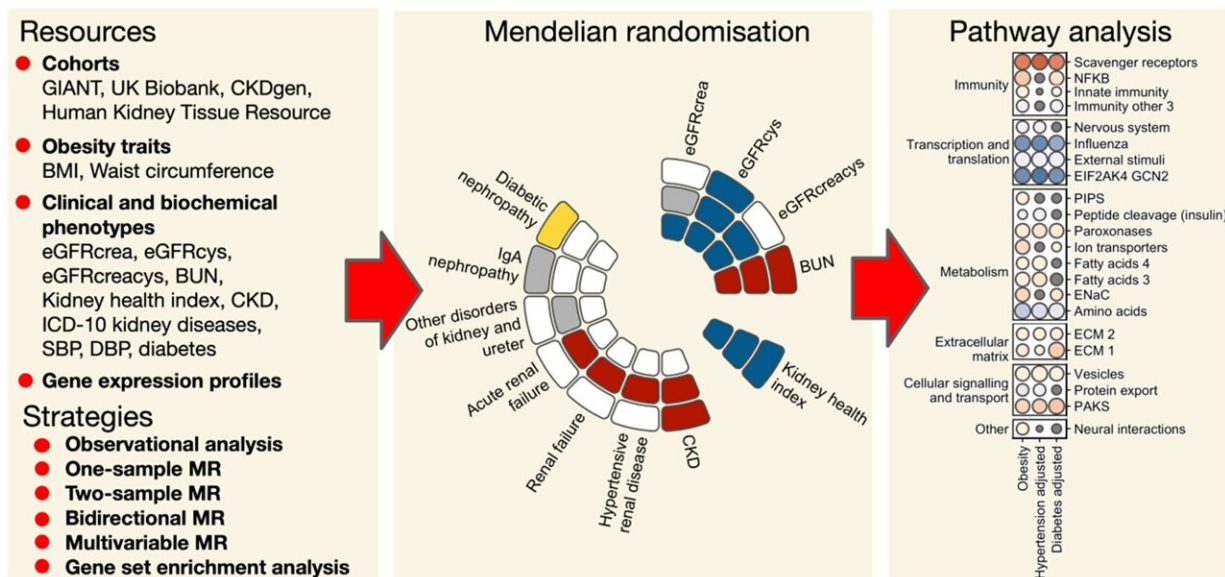 Resources
Cohorts
GIANT, UK Biobank, CKDgen,
Human Kidney Tissue Resource
Obesity traits
BMI, Waist circumference
Clinical and biochemical
phenotypes
eGFRcrea, eGFRcys,
eGFRcreacys, BUN,
Kidney health index, CKD,
ICD-10 kidney diseases,
SBP, DBP, diabetes
Gene expression profiles
Strategies
Observational analysis
One-sample MR
Two-sample MR
Bidirectional MR
Multivariable MR
Gene set enrichment analysis
Mendelian randomisation
eGFRcrea
eGFRcys
eGFRcreacys
BUN
Kidney health
index
CKD
Hypertensive
renal disease
Renal failure
Acute renal
failure
Other disorders
of kidney and
ureter
IgA
nephropathy
Diabetic
nephropathy
Pathway analysis
Immunity
Scavenger receptors
NFKB
Innate immunity
Immunity other 3
Transcription and
translation
Nervous system
Influenza
External stimuli
EIF2AK4 GCN2
Metabolism
PIPS
Peptide cleavage (insulin)
Paroxonases
Ion transporters
Fatty acids 4
Fatty acids 3
ENaC
Amino acids
Extracellular
matrix
ECM 2
ECM 1
Cellular signalling
and transport
Vesicles
Protein export
PAKS
Other
Neural interactions
Obesity
Hypertension adjusted
Diabetes adjusted